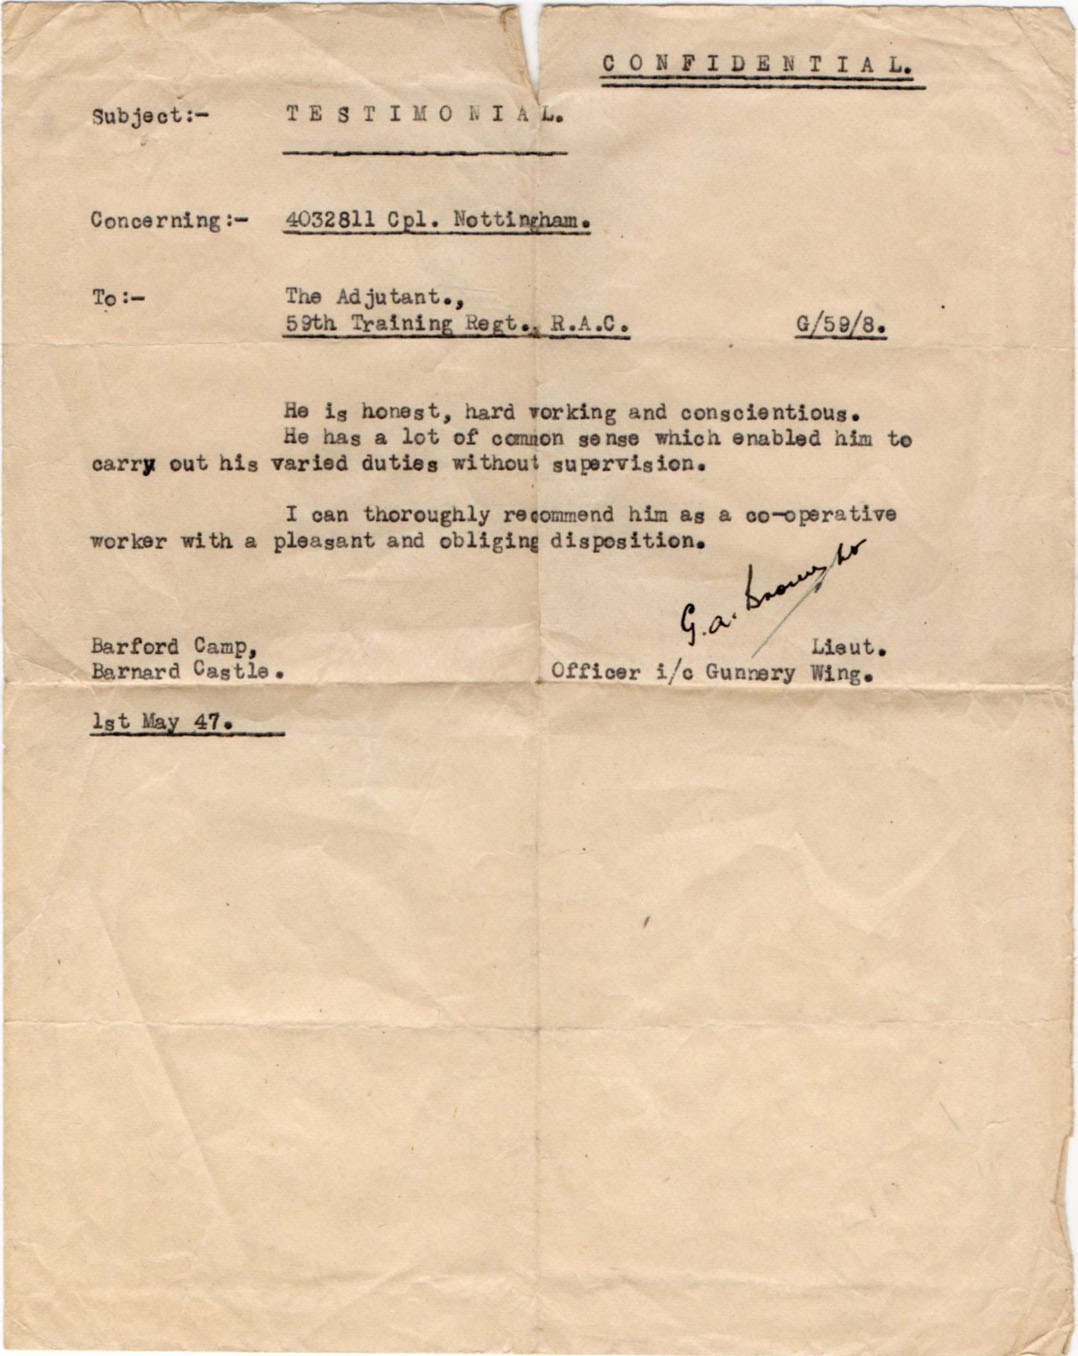 CONFIDENTIAL.
Subject:- TESTIMONIAL.
Concerning:- 4032811 Cpl. Nottingham.
To:- The Adjutant.,
59th Training Regt., R.A.C. G/59/8.
He is honest, hard working and conscientious.
He has a lot of common sense which enabled him to
carry out his varied duties without supervision.
I can thoroughly recommend him as a co-operative
worker with a pleasant and obliging disposition.
G.A.
Barford Camp, Lieut.
Barnard Castle. Officer i/c Gunnery Wing.
1st May 47.